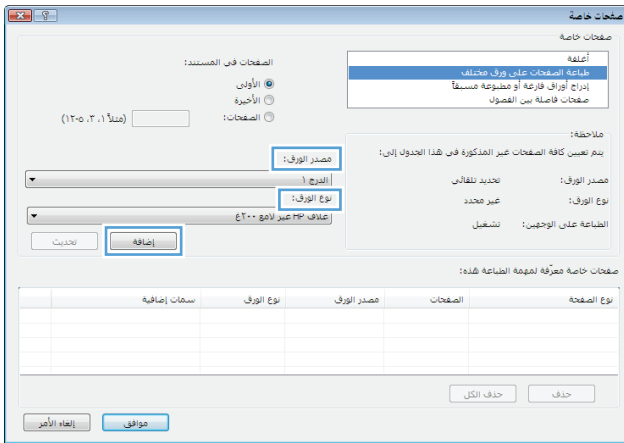 صفحات خاصة
صفحات خاصة
أغلفة
طباعة الصفحات على ورق مختلف
إدراج أوراق فارغة أو مطبوعة مسبقاً
صفحات فاصلة بين الفصول
الصفحات في المستند:
الأولى
الأخيرة
الصفحات:
(مثلاً ١، ٣، ٥-١٢)
ملاحظة:
يتم تعيين كافة الصفحات غير المذكورة في هذا الجدول إلى:
مصدر الورق: تحديد تلقائي
نوع الورق: غير محدد
الطباعة على الوجهين: تشغيل
مصدر الورق:
الدرج ١
نوع الورق:
غلاف HP غير لامع ٢٠٠غ
إضافة
تحديث
صفحات خاصة معرّفة لمهمة الطباعة هذه:
نوع الصفحة الصفحات مصدر الورق نوع الورق سمات إضافية
حذف
حذف الكل
موافق
إلغاء الأمر